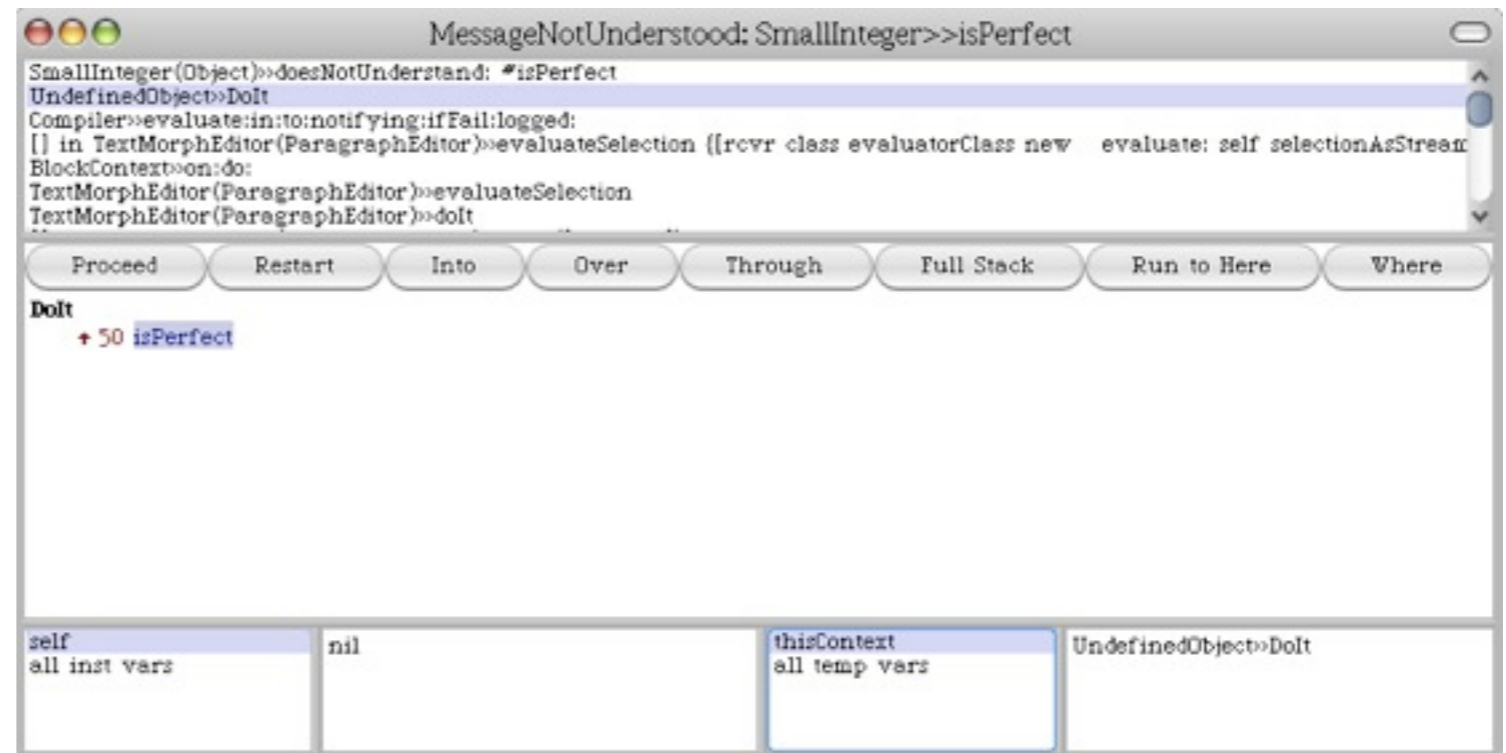 MessageNotUnderstood: SmallInteger>>isPerfect
SmallInteger(Object)>>doesNotUnderstand: #isPerfect
UndefinedObject>>DoIt
Compiler>>evaluate:in:to:notifying:ifFail:logged:
[] in TextMorphEditor(ParagraphEditor)>>evaluateSelection {[rcvr class evaluatorClass new evaluate: self selectionAsStream
BlockContext>>on:do:
TextMorphEditor(ParagraphEditor)>>evaluateSelection
TextMorphEditor(ParagraphEditor)>>doIt
Proceed Restart Into Over Through Full Stack Run to Here Where
DoIt
↑ 50 isPerfect
self
all inst vars
nil
thisContext
all temp vars
UndefinedObject>>DoIt